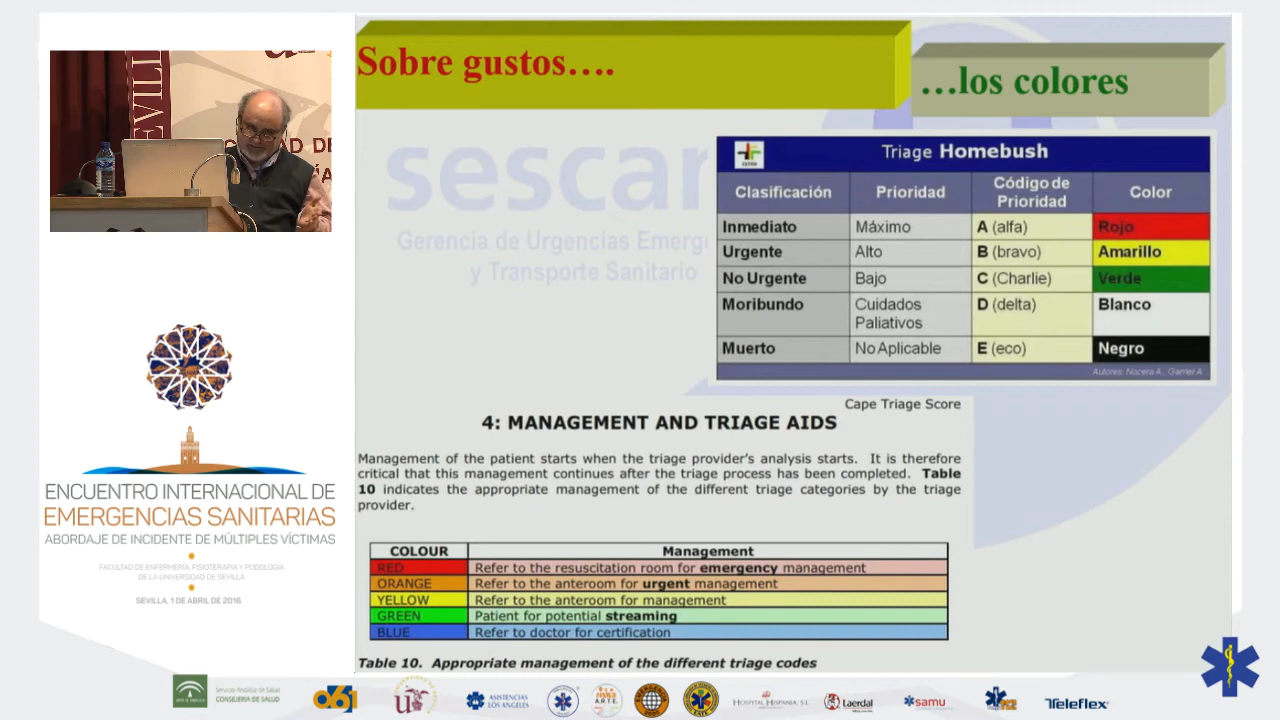 Sobre gustos….
…los colores
sescam
Gerencia de Urgencias Emerg
y Transporte Sanitario
Triage Homebush
Clasificación Prioridad Código de Prioridad Color
Inmediato Máximo A (alfa) Rojo
Urgente Alto B (bravo) Amarillo
No Urgente Bajo C (Charlie) Verde
Moribundo Cuidados Paliativos D (delta) Blanco
Muerto No Aplicable E (eco) Negro
Autores: Nocera A., Garner A.
Cape Triage Score
4: MANAGEMENT AND TRIAGE AIDS
Management of the patient starts when the triage provider's analysis starts. It is therefore
critical that this management continues after the triage process has been completed. Table
10 indicates the appropriate management of the different triage categories by the triage
provider.
COLOUR Management
RED Refer to the resuscitation room for emergency management
ORANGE Refer to the anteroom for urgent management
YELLOW Refer to the anteroom for management
GREEN Patient for potential streaming
BLUE Refer to doctor for certification
Table 10. Appropriate management of the different triage codes
ENCUENTRO INTERNACIONAL DE
EMERGENCIAS SANITARIAS
ABORDAJE DE INCIDENTE DE MÚLTIPLES VÍCTIMAS
FACULTAD DE ENFERMERÍA, FISIOTERAPIA Y PODOLOGÍA
DE LA UNIVERSIDAD DE SEVILLA
SEVILLA, 1 DE ABRIL DE 2016
Servicio Andaluz de Salud
CONSEJERÍA DE SALUD
061
ASISTENCIAS
LOS ANGELES
HOSPITAL HISPANIA, S.L.
Laerdal
samu
Teleflex